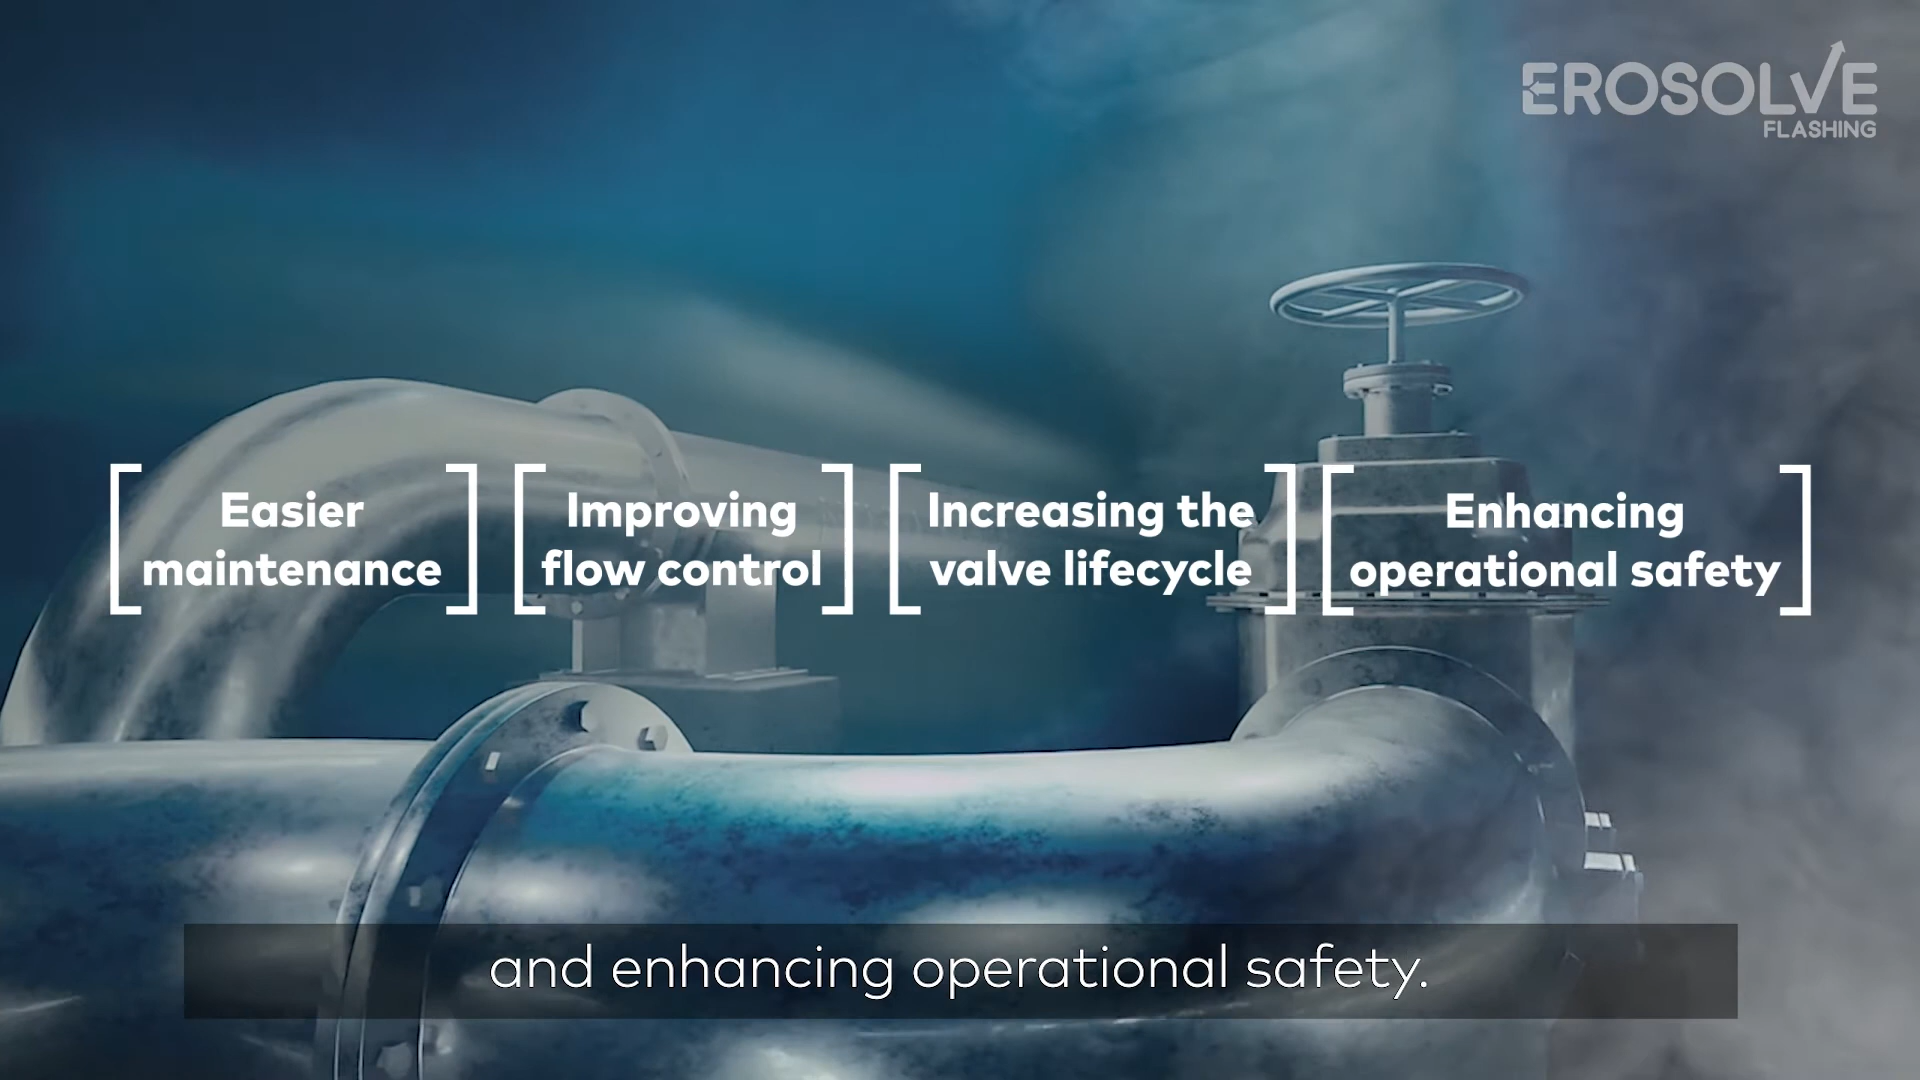 EROSOLVE
FLASHING
Easier
maintenance
Improving
flow control
Increasing the
valve lifecycle
Enhancing
operational safety
and enhancing operational safety.